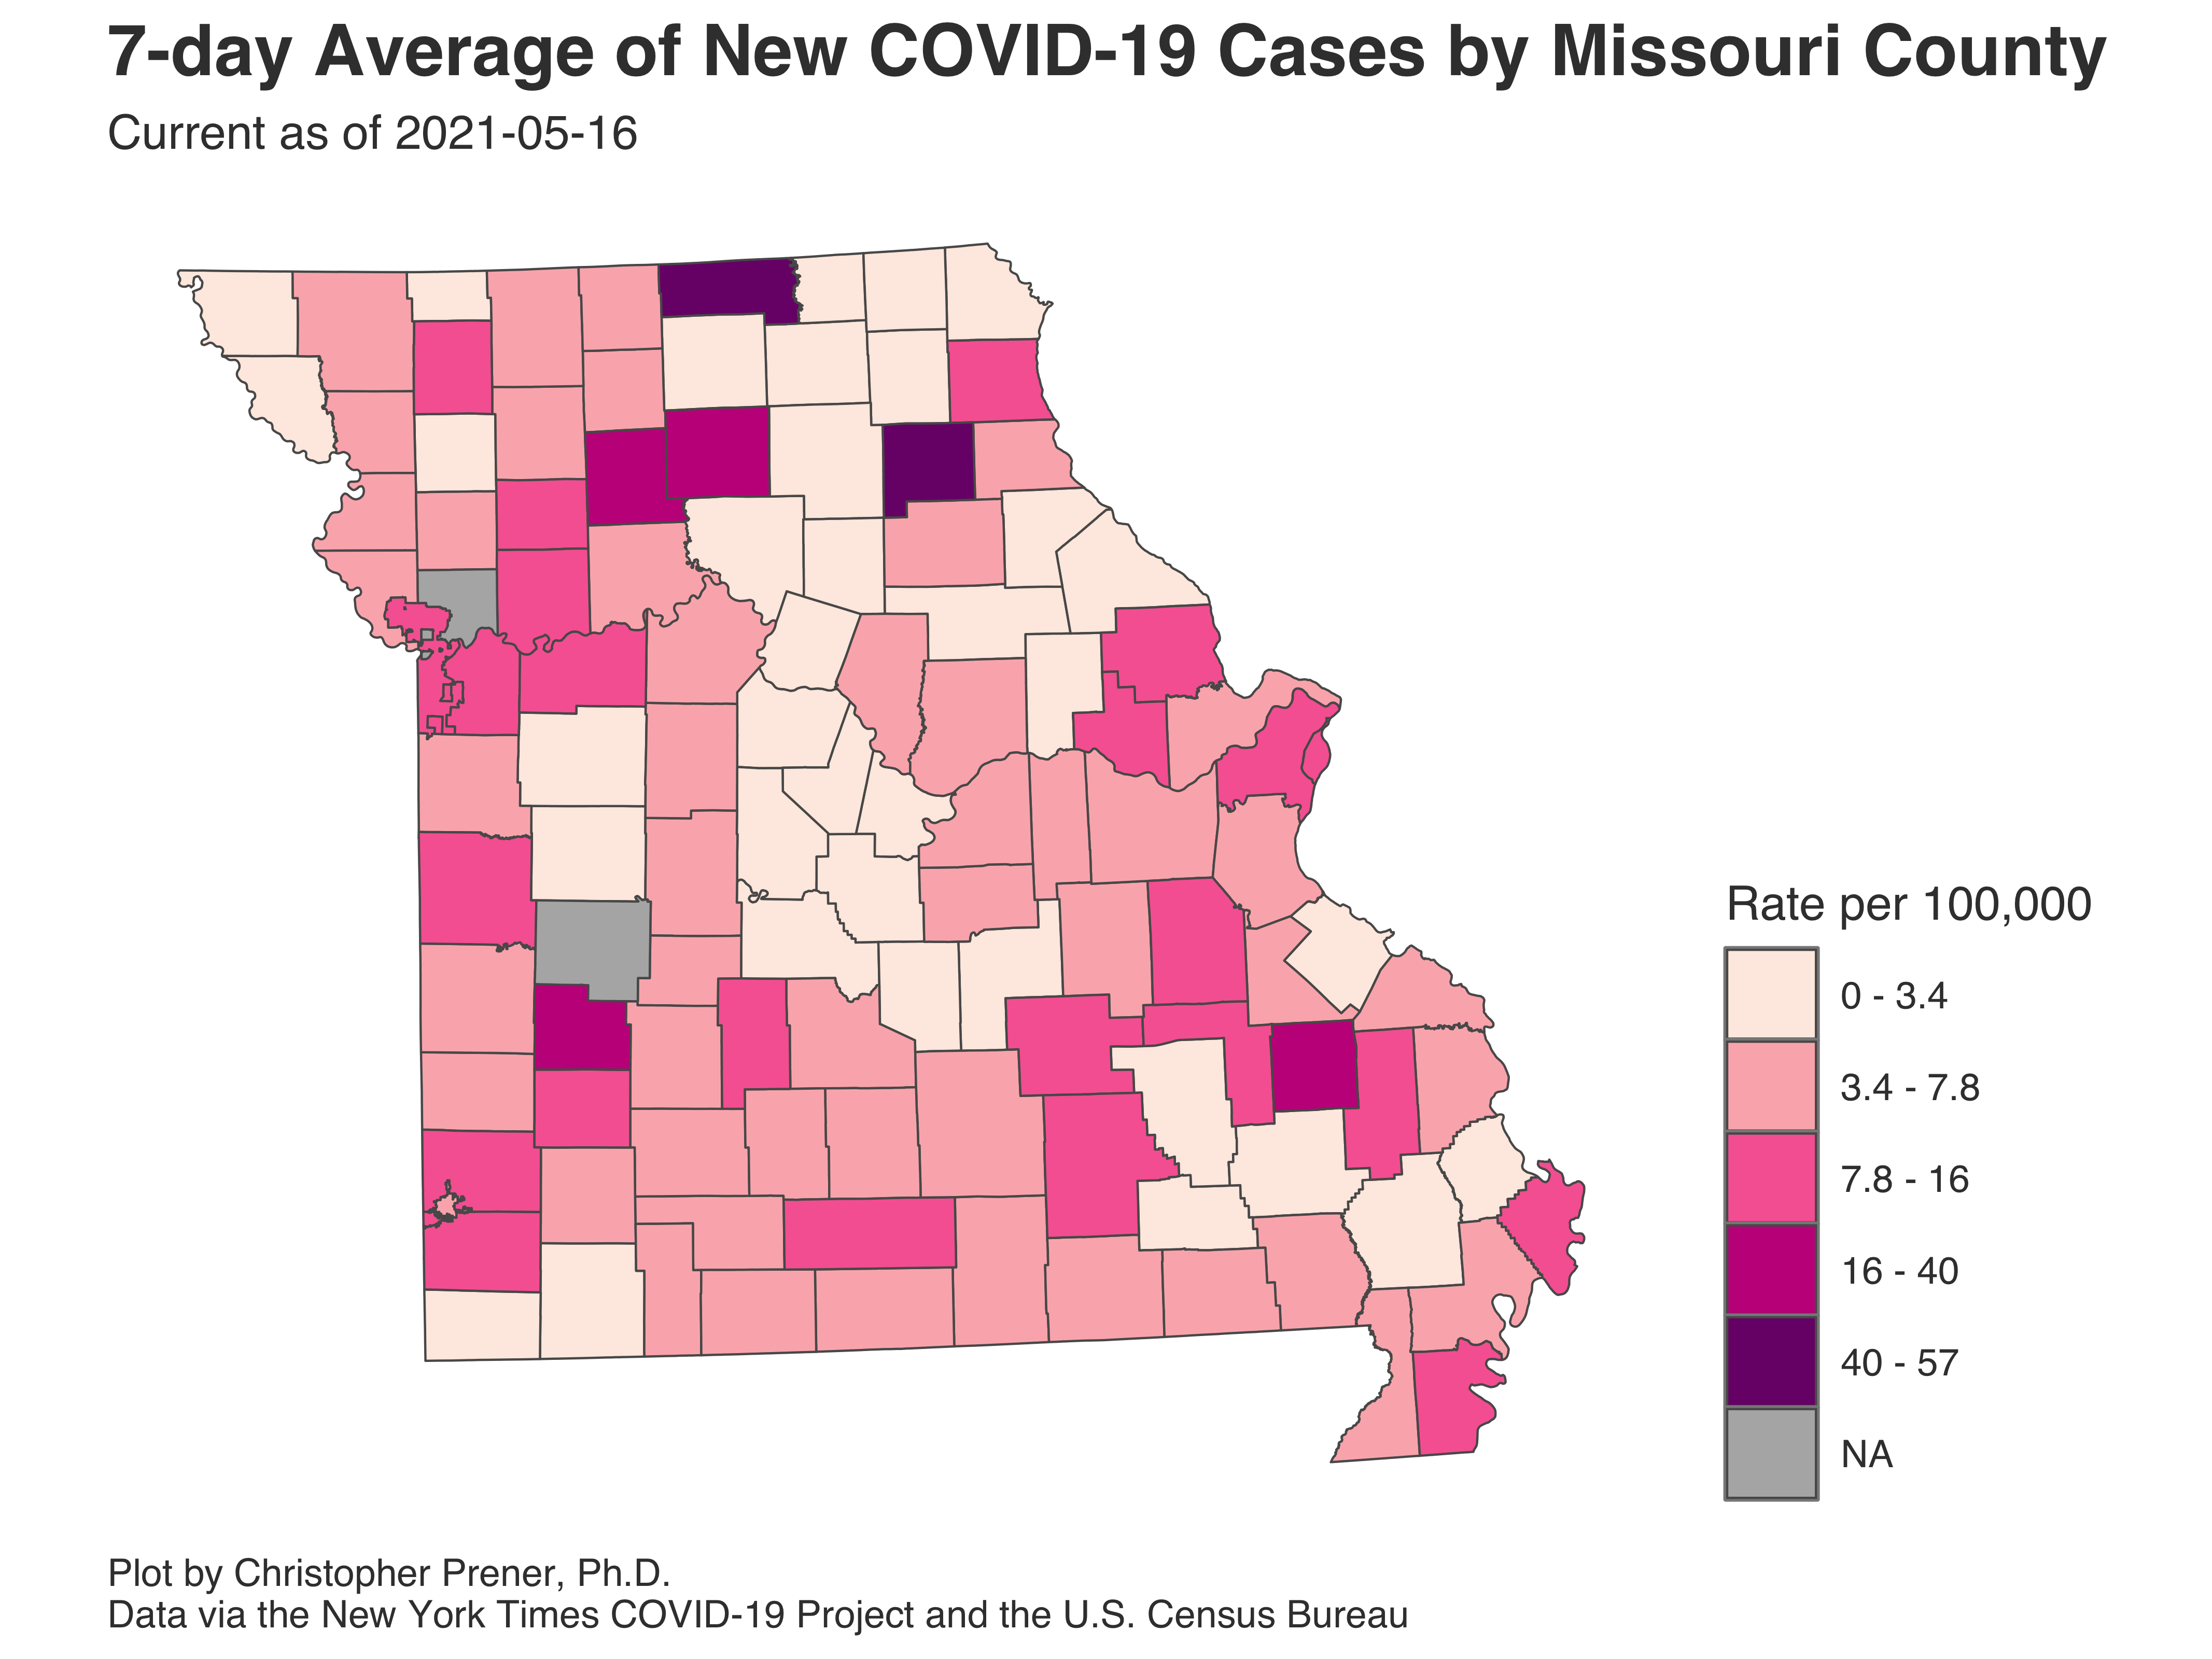 7-day Average of New COVID-19 Cases by Missouri County
Current as of 2021-05-16
Rate per 100,000
0 - 3.4
3.4 - 7.8
7.8 - 16
16 - 40
40 - 57
NA
Plot by Christopher Prener, Ph.D.
Data via the New York Times COVID-19 Project and the U.S. Census Bureau